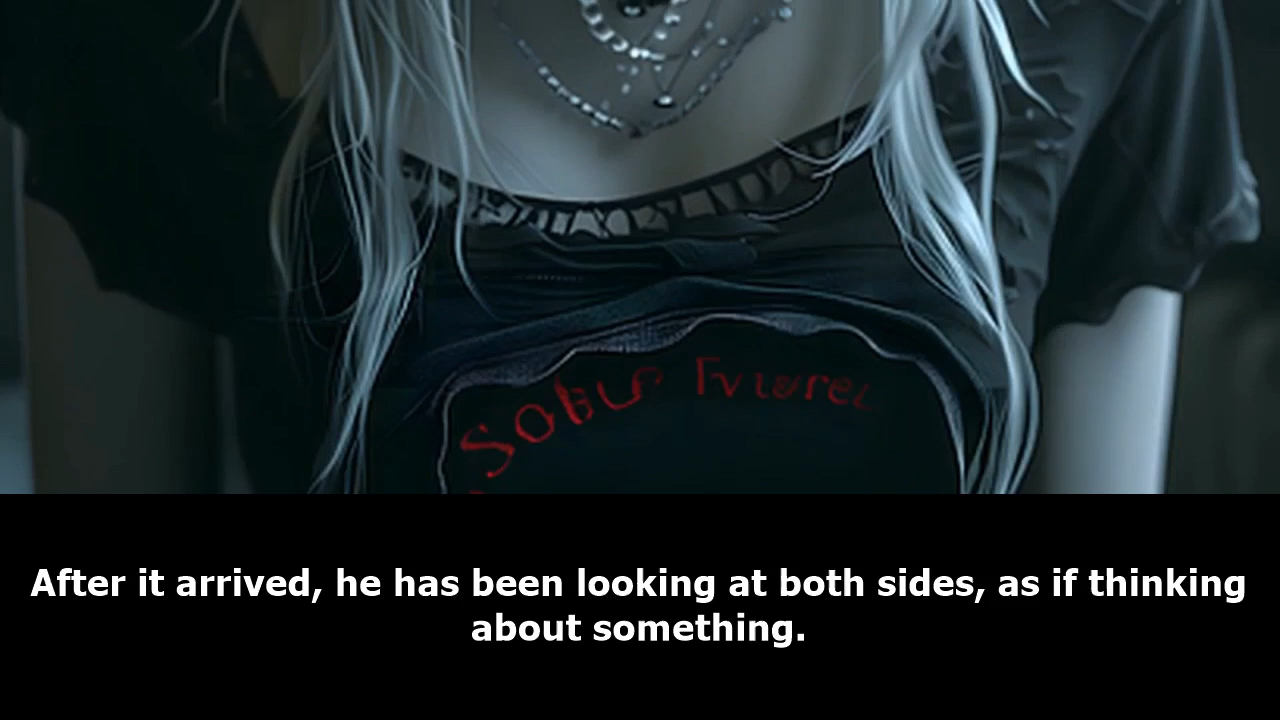 After it arrived, he has been looking at both sides, as if thinking
about something.